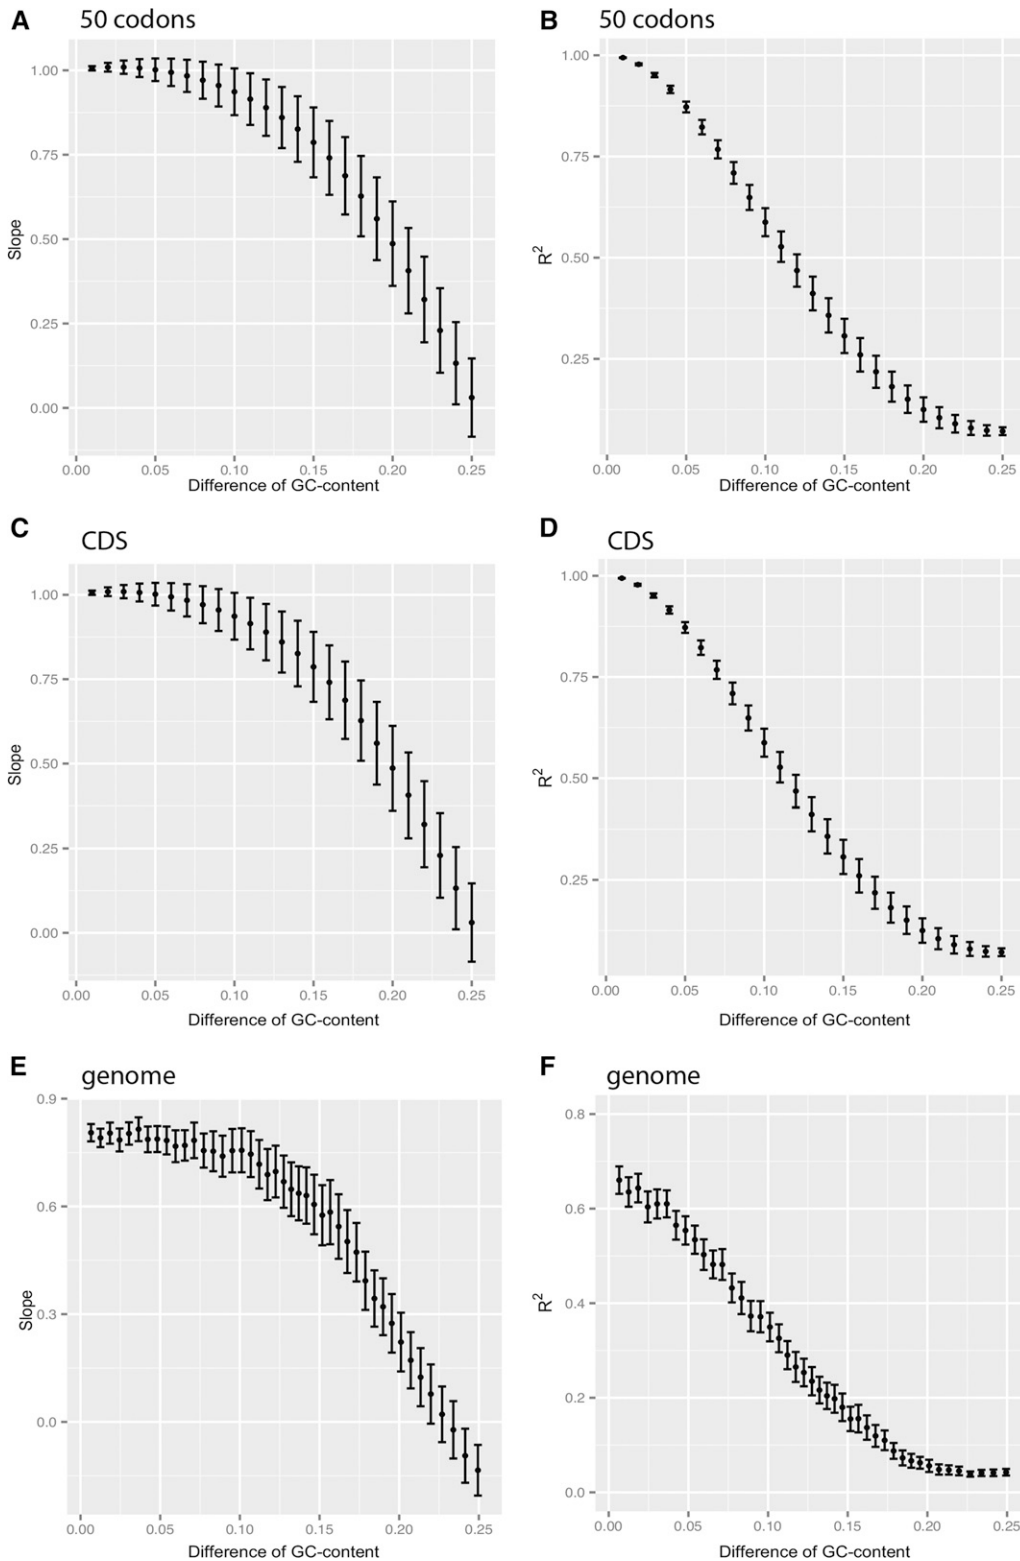 A 50 codons
1.00
0.75
0.50
0.25
0.00
Slope
0.00 0.05 0.10 0.15 0.20 0.25
Difference of GC-content
B 50 codons
1.00
0.75
0.50
0.25
R2
0.00 0.05 0.10 0.15 0.20 0.25
Difference of GC-content
C CDS
1.00
0.75
0.50
0.25
0.00
Slope
0.00 0.05 0.10 0.15 0.20 0.25
Difference of GC-content
D CDS
1.00
0.75
0.50
0.25
R2
0.00 0.05 0.10 0.15 0.20 0.25
Difference of GC-content
E genome
0.9
0.6
0.3
0.0
Slope
0.00 0.05 0.10 0.15 0.20 0.25
Difference of GC-content
F genome
0.8
0.6
0.4
0.2
0.0
R2
0.00 0.05 0.10 0.15 0.20 0.25
Difference of GC-content